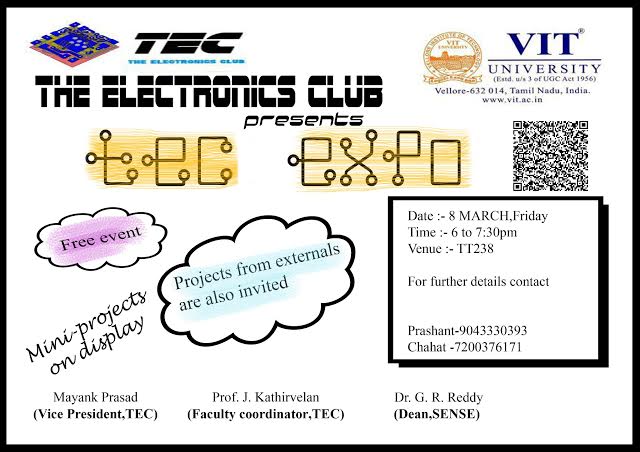 TEC
THE ELECTRONICS CLUB
VIT®
UNIVERSITY
(Estd. u/s 3 of UGC Act 1956)
Vellore-632 014, Tamil Nadu, India.
www.vit.ac.in
VIT
UNIVERSITY
THE ELECTRONICS CLUB
presents
tec expo
Free event
Projects from externals
are also invited
Mini-projects
on display
Date :- 8 MARCH,Friday
Time :- 6 to 7:30pm
Venue :- TT238
For further details contact
Prashant-9043330393
Chahat -7200376171
Mayank Prasad
(Vice President,TEC)
Prof. J. Kathirvelan
(Faculty coordinator,TEC)
Dr. G. R. Reddy
(Dean,SENSE)